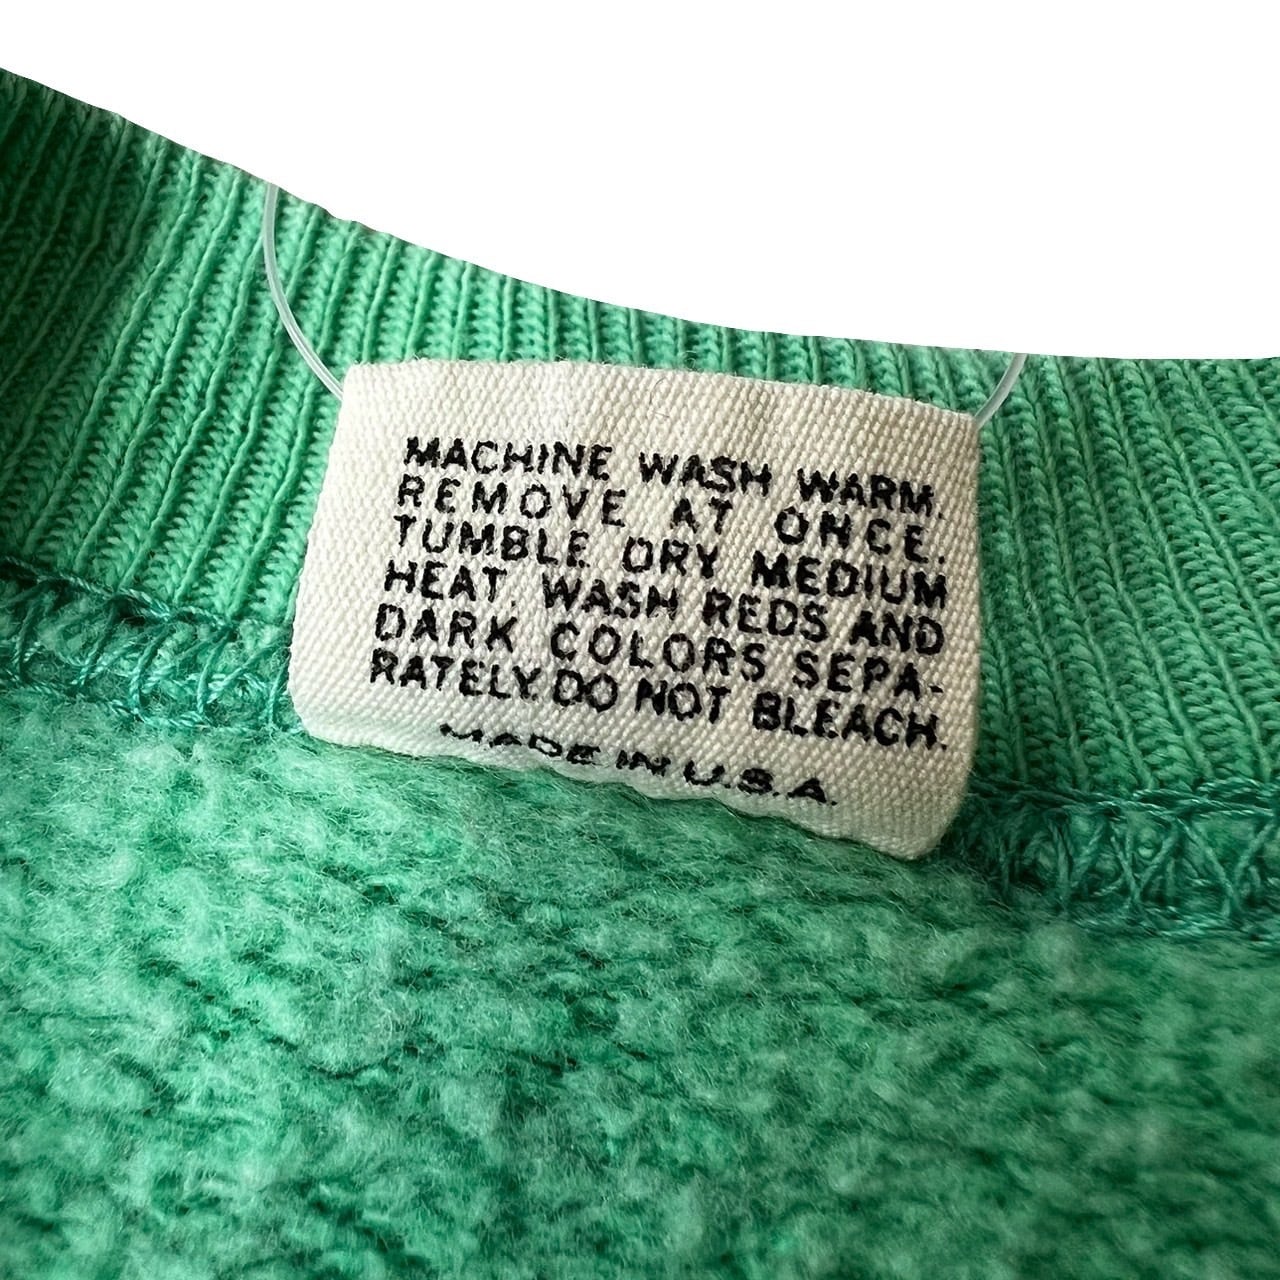 MACHINE WASH WARM.
REMOVE AT ONCE.
TUMBLE DRY MEDIUM
HEAT. WASH REDS AND
DARK COLORS SEPA-
RATELY. DO NOT BLEACH.
MADE IN U.S.A.